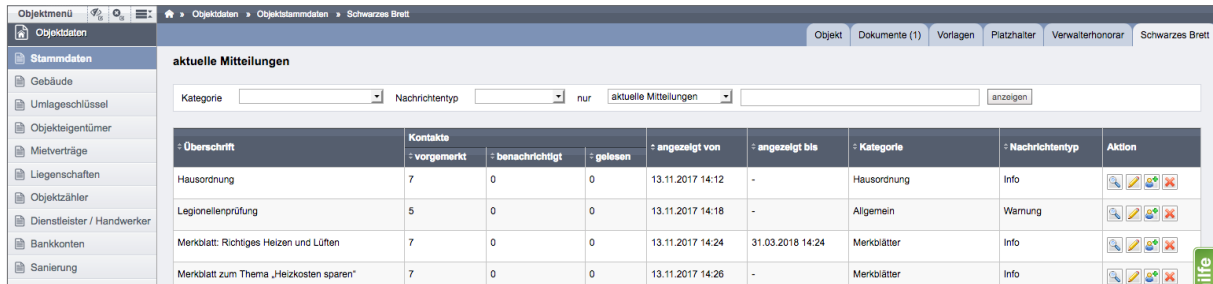 Objektmenü
Objektdaten » Objektstammdaten » Schwarzes Brett
Objektdaten
Objekt Dokumente (1) Vorlagen Platzhalter Verwalterhonorar Schwarzes Brett
Stammdaten
Gebäude
Umlageschlüssel
Objekteigentümer
Mietverträge
Liegenschaften
Objektzähler
Dienstleister / Handwerker
Bankkonten
Sanierung
aktuelle Mitteilungen
Kategorie Nachrichtentyp nur aktuelle Mitteilungen anzeigen
Überschrift Kontakte angezeigt von angezeigt bis Kategorie Nachrichtentyp Aktion
vorgemerkt benachrichtigt gelesen
Hausordnung 7 0 0 13.11.2017 14:12 - Hausordnung Info
Legionellenprüfung 5 0 0 13.11.2017 14:18 - Allgemein Warnung
Merkblatt: Richtiges Heizen und Lüften 7 0 0 13.11.2017 14:24 31.03.2018 14:24 Merkblätter Info
Merkblatt zum Thema „Heizkosten sparen“ 7 0 0 13.11.2017 14:26 - Merkblätter Info
ilfe